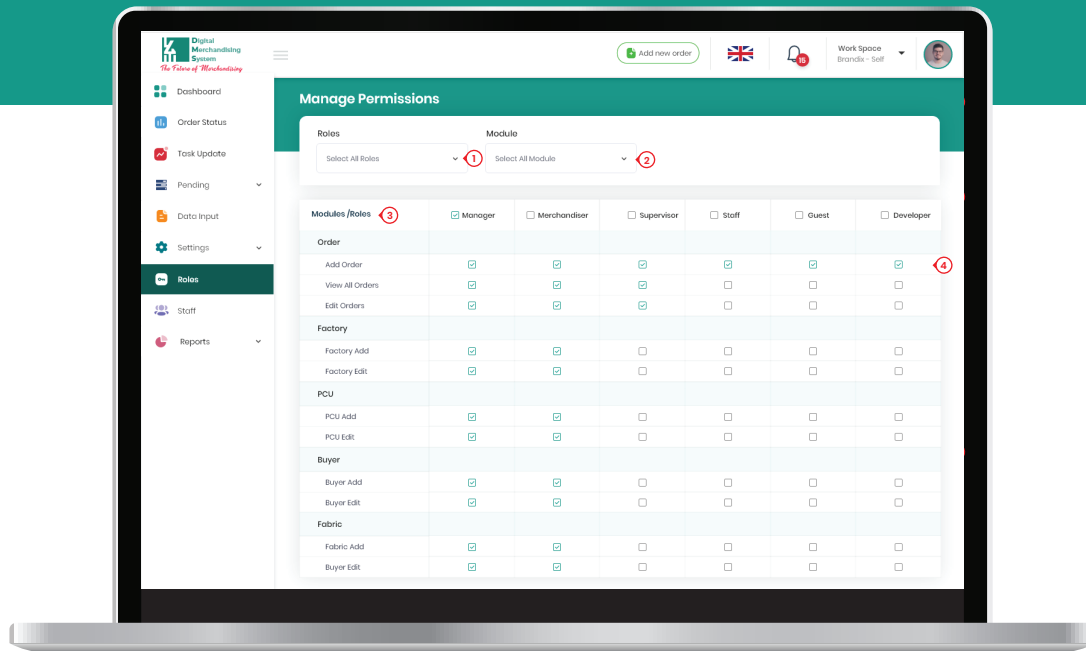 Digital
Merchandising
System
The Future of Merchandising
Add new order
15
Work Space
Brandix - Self
Dashboard
Order Status
Task Update
Pending
Data Input
Settings
Roles
Staff
Reports
Manage Permissions
Roles
Module
Select All Roles
1
Select All Module
2
Modules /Roles
3
Manager
Merchandiser
Supervisor
Staff
Guest
Developer
Order
Add Order
4
View All Orders
Edit Orders
Factory
Factory Add
Factory Edit
PCU
PCU Add
PCU Edit
Buyer
Buyer Add
Buyer Edit
Fabric
Fabric Add
Buyer Edit